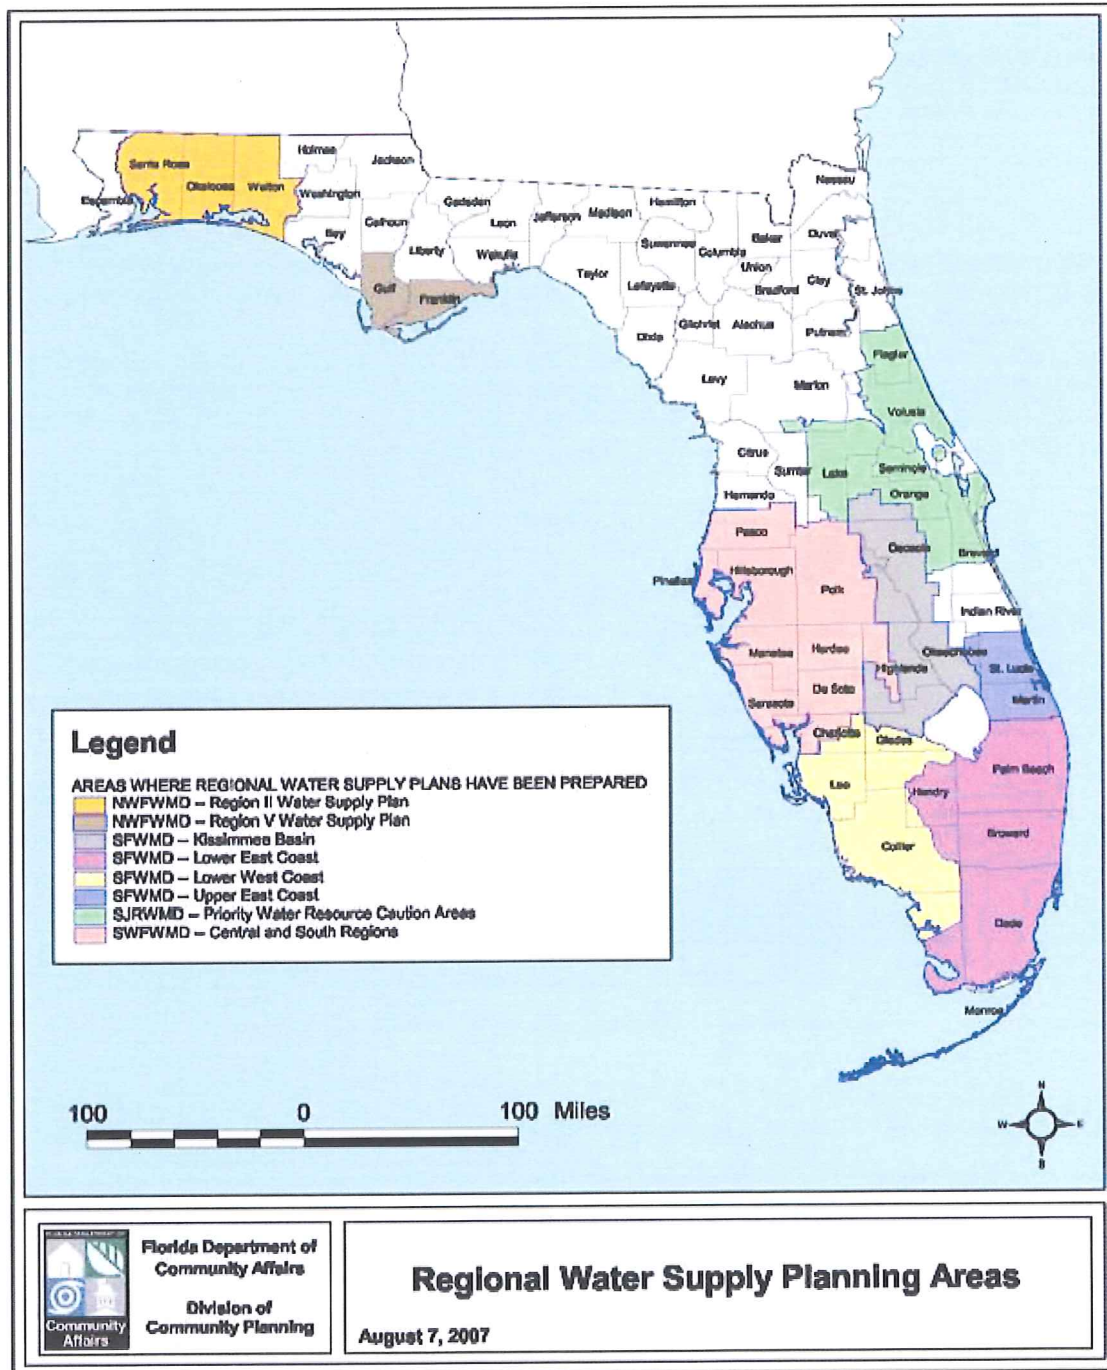 Holmes
Jackson
Santa Rosa
Okaloosa
Walton
Washington
Escambia
Bay
Calhoun
Gadsden
Leon
Liberty
Wakulla
Jefferson
Madison
Hamilton
Suwannee
Columbia
Baker
Nassau
Duval
Union
Bradford
Clay
St. Johns
Taylor
Lafayette
Gulf
Franklin
Dixie
Gilchrist
Alachua
Putnam
Flagler
Levy
Marion
Volusia
Citrus
Sumter
Lake
Seminole
Orange
Hernando
Pasco
Osceola
Brevard
Pinellas
Hillsborough
Polk
Indian River
Manatee
Hardee
Okeechobee
Highlands
St. Lucie
Sarasota
De Soto
Martin
Charlotte
Glades
Lee
Hendry
Palm Beach
Collier
Broward
Dade
Monroe
Legend
AREAS WHERE REGIONAL WATER SUPPLY PLANS HAVE BEEN PREPARED
NWFWMD – Region II Water Supply Plan
NWFWMD – Region V Water Supply Plan
SFWMD – Kissimmee Basin
SFWMD – Lower East Coast
SFWMD – Lower West Coast
SFWMD – Upper East Coast
SJRWMD – Priority Water Resource Caution Areas
SWFWMD – Central and South Regions
100 0 100 Miles
N
W E
S
Community
Affairs
Florida Department of
Community Affairs
Division of
Community Planning
Regional Water Supply Planning Areas
August 7, 2007